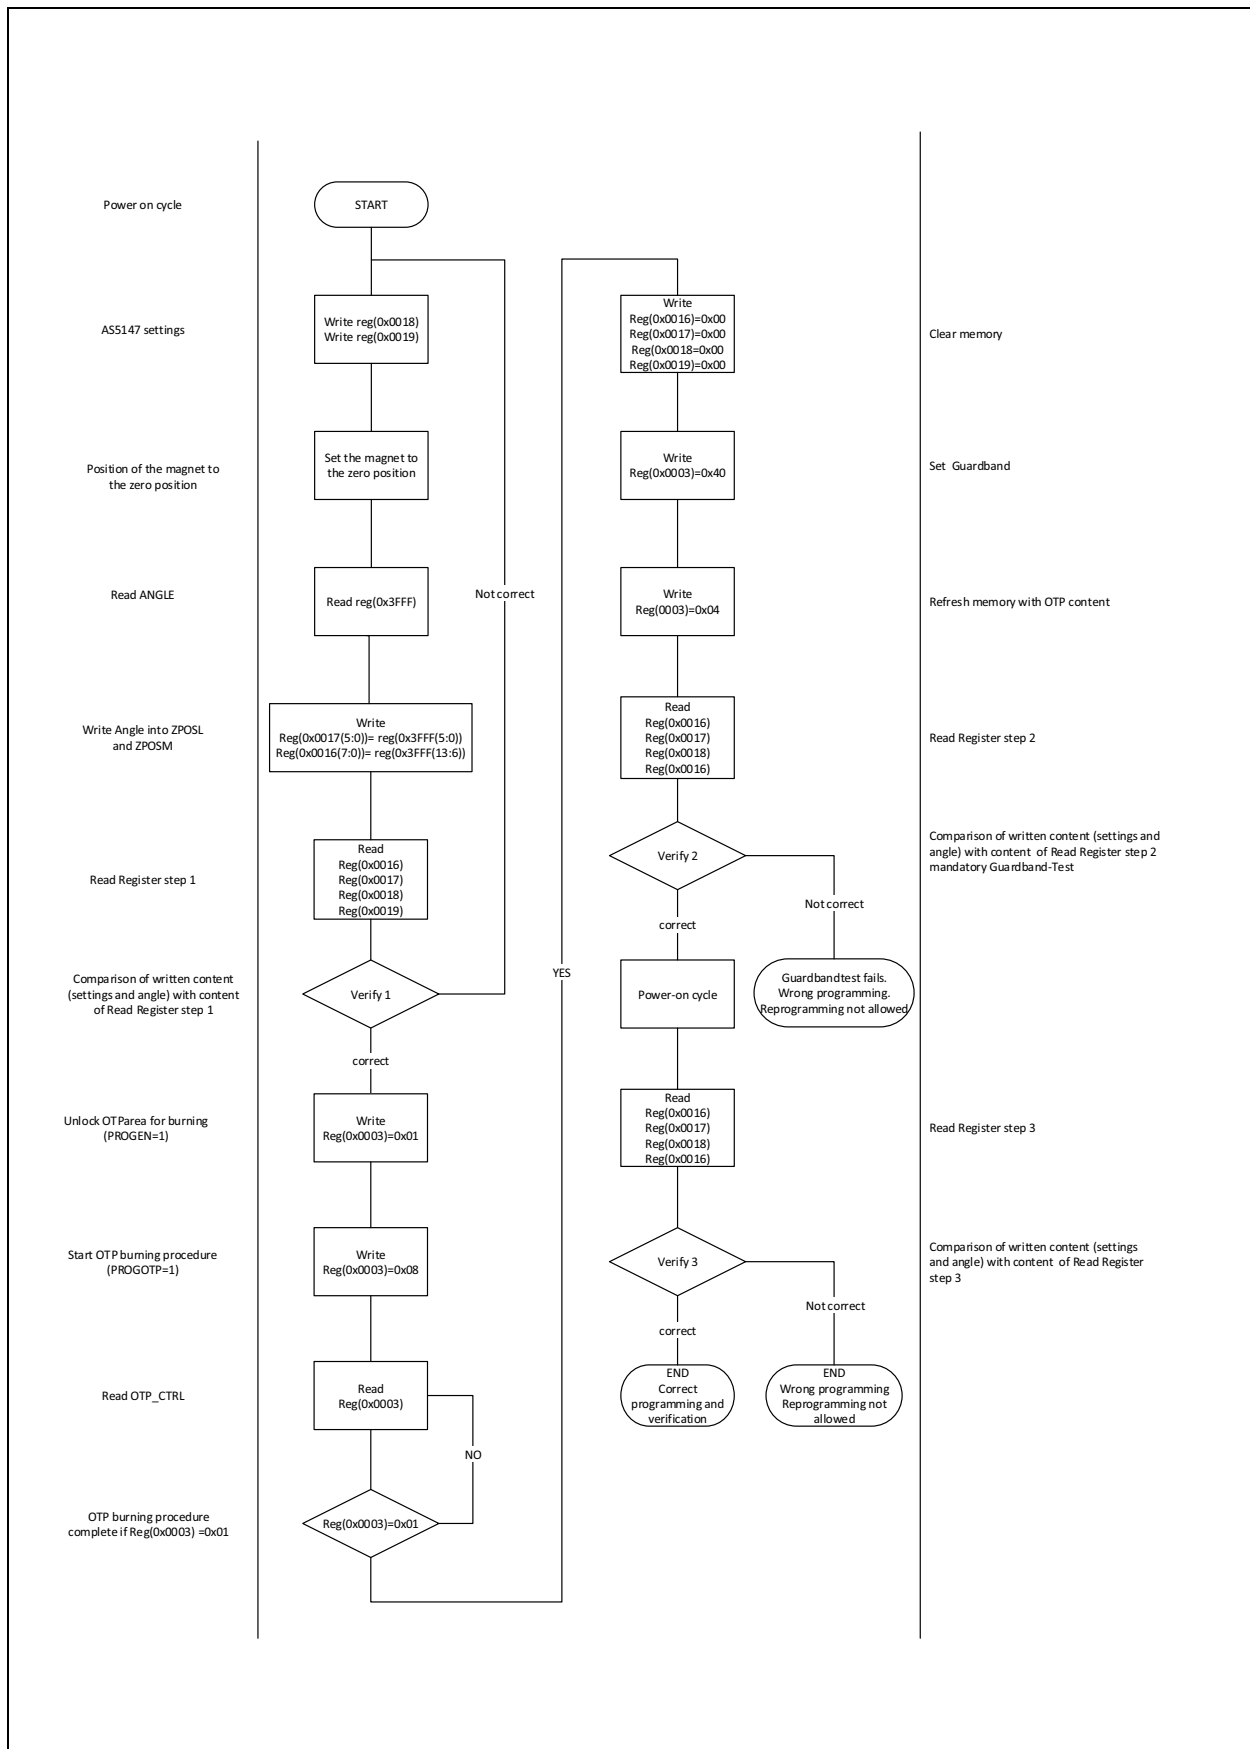 Power on cycle
START
AS5147 settings
Write reg(0x0018)
Write reg(0x0019)
Position of the magnet to
the zero position
Set the magnet to
the zero position
Read ANGLE
Read reg(0x3FFF)
Not correct
Write Angle into ZPOSL
and ZPOSM
Write
Reg(0x0017(5:0))= reg(0x3FFF(5:0))
Reg(0x0016(7:0))= reg(0x3FFF(13:6))
Read Register step 1
Read
Reg(0x0016)
Reg(0x0017)
Reg(0x0018)
Reg(0x0019)
Comparison of written content
(settings and angle) with content
of Read Register step 1
Verify 1
correct
Unlock OTP area for burning
(PROGEN=1)
Write
Reg(0x0003)=0x01
Start OTP burning procedure
(PROGOTP=1)
Write
Reg(0x0003)=0x08
Read OTP_CTRL
Read
Reg(0x0003)
NO
OTP burning procedure
complete if Reg(0x0003) =0x01
Reg(0x0003)=0x01
YES
Write
Reg(0x0016)=0x00
Reg(0x0017)=0x00
Reg(0x0018=0x00
Reg(0x0019)=0x00
Clear memory
Write
Reg(0x0003)=0x40
Set Guardband
Write
Reg(0003)=0x04
Refresh memory with OTP content
Read
Reg(0x0016)
Reg(0x0017)
Reg(0x0018)
Reg(0x0016)
Read Register step 2
Verify 2
Comparison of written content (settings and
angle) with content of Read Register step 2
mandatory Guardband-Test
Not correct
correct
Power-on cycle
Guardbandtest fails.
Wrong programming.
Reprogramming not allowed
Read
Reg(0x0016)
Reg(0x0017)
Reg(0x0018)
Reg(0x0016)
Read Register step 3
Verify 3
Comparison of written content (settings
and angle) with content of Read Register
step 3
Not correct
correct
END
Correct
programming and
verification
END
Wrong programming
Reprogramming not
allowed